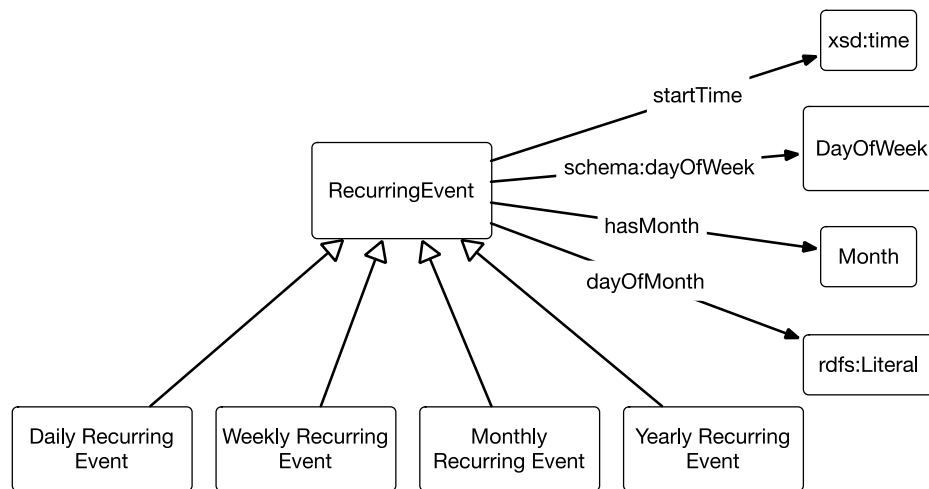 xsd:time
startTime
DayOfWeek
schema:dayOfWeek
RecurringEvent
hasMonth
Month
dayOfMonth
rdfs:Literal
Daily Recurring
Event
Weekly Recurring
Event
Monthly
Recurring Event
Yearly Recurring
Event